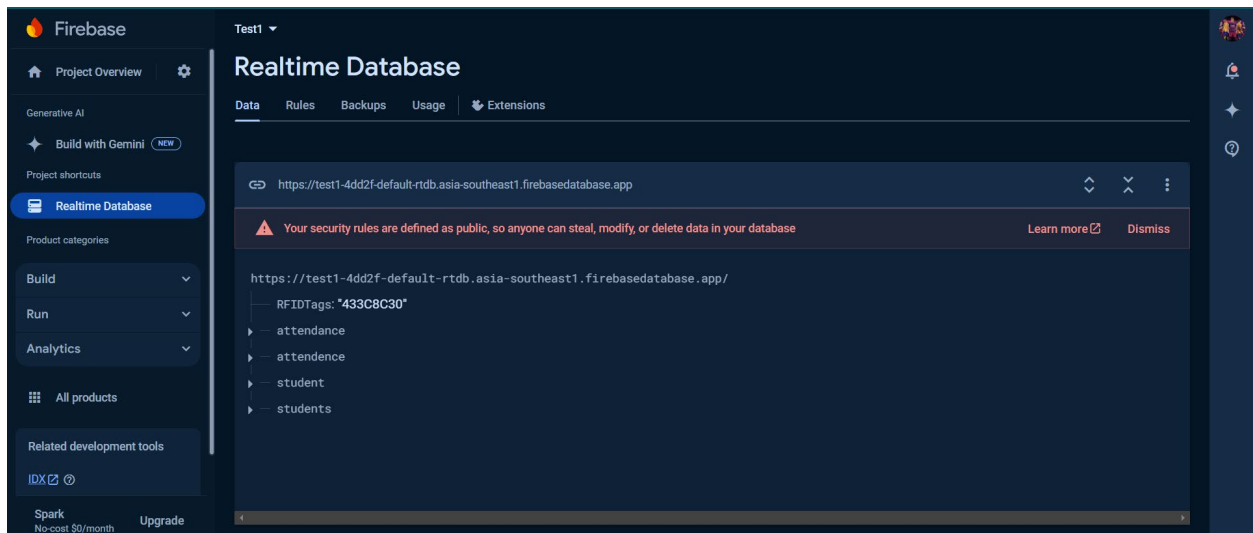 Firebase
Project Overview
Generative AI
Build with Gemini NEW
Project shortcuts
Realtime Database
Product categories
Build
Run
Analytics
All products
Related development tools
IDX
Spark
No-cost $0/month
Upgrade
Test1
Realtime Database
Data Rules Backups Usage Extensions
https://test1-4dd2f-default-rtdb.asia-southeast1.firebasedatabase.app
Your security rules are defined as public, so anyone can steal, modify, or delete data in your database Learn more Dismiss
https://test1-4dd2f-default-rtdb.asia-southeast1.firebasedatabase.app/
RFIDTags: "433C8C30"
attendance
attendence
student
students